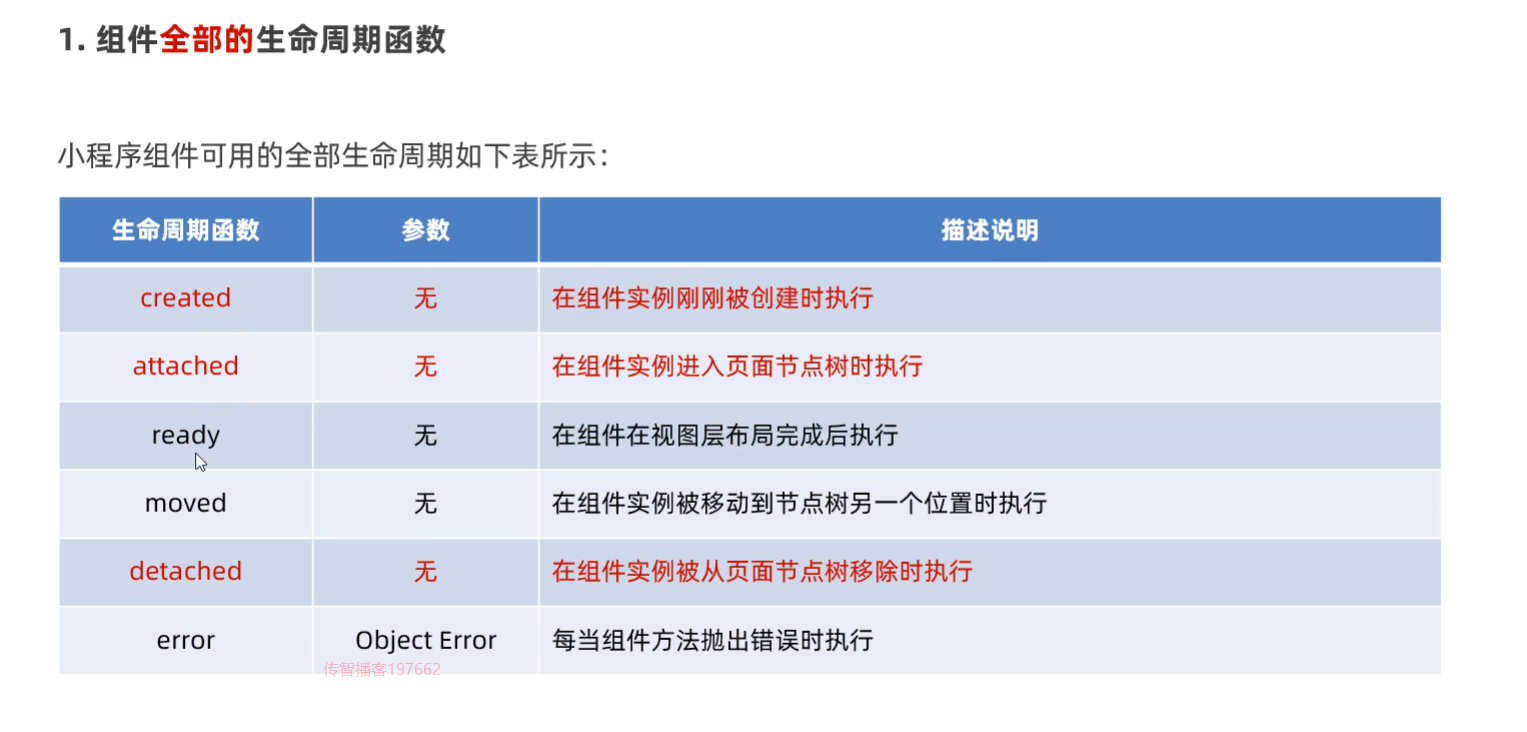 1. 组件全部的生命周期函数
小程序组件可用的全部生命周期如下表所示：
生命周期函数 参数 描述说明
created 无 在组件实例刚刚被创建时执行
attached 无 在组件实例进入页面节点树时执行
ready 无 在组件在视图层布局完成后执行
moved 无 在组件实例被移动到节点树另一个位置时执行
detached 无 在组件实例被从页面节点树移除时执行
error Object Error 每当组件方法抛出错误时执行
传智播客197662